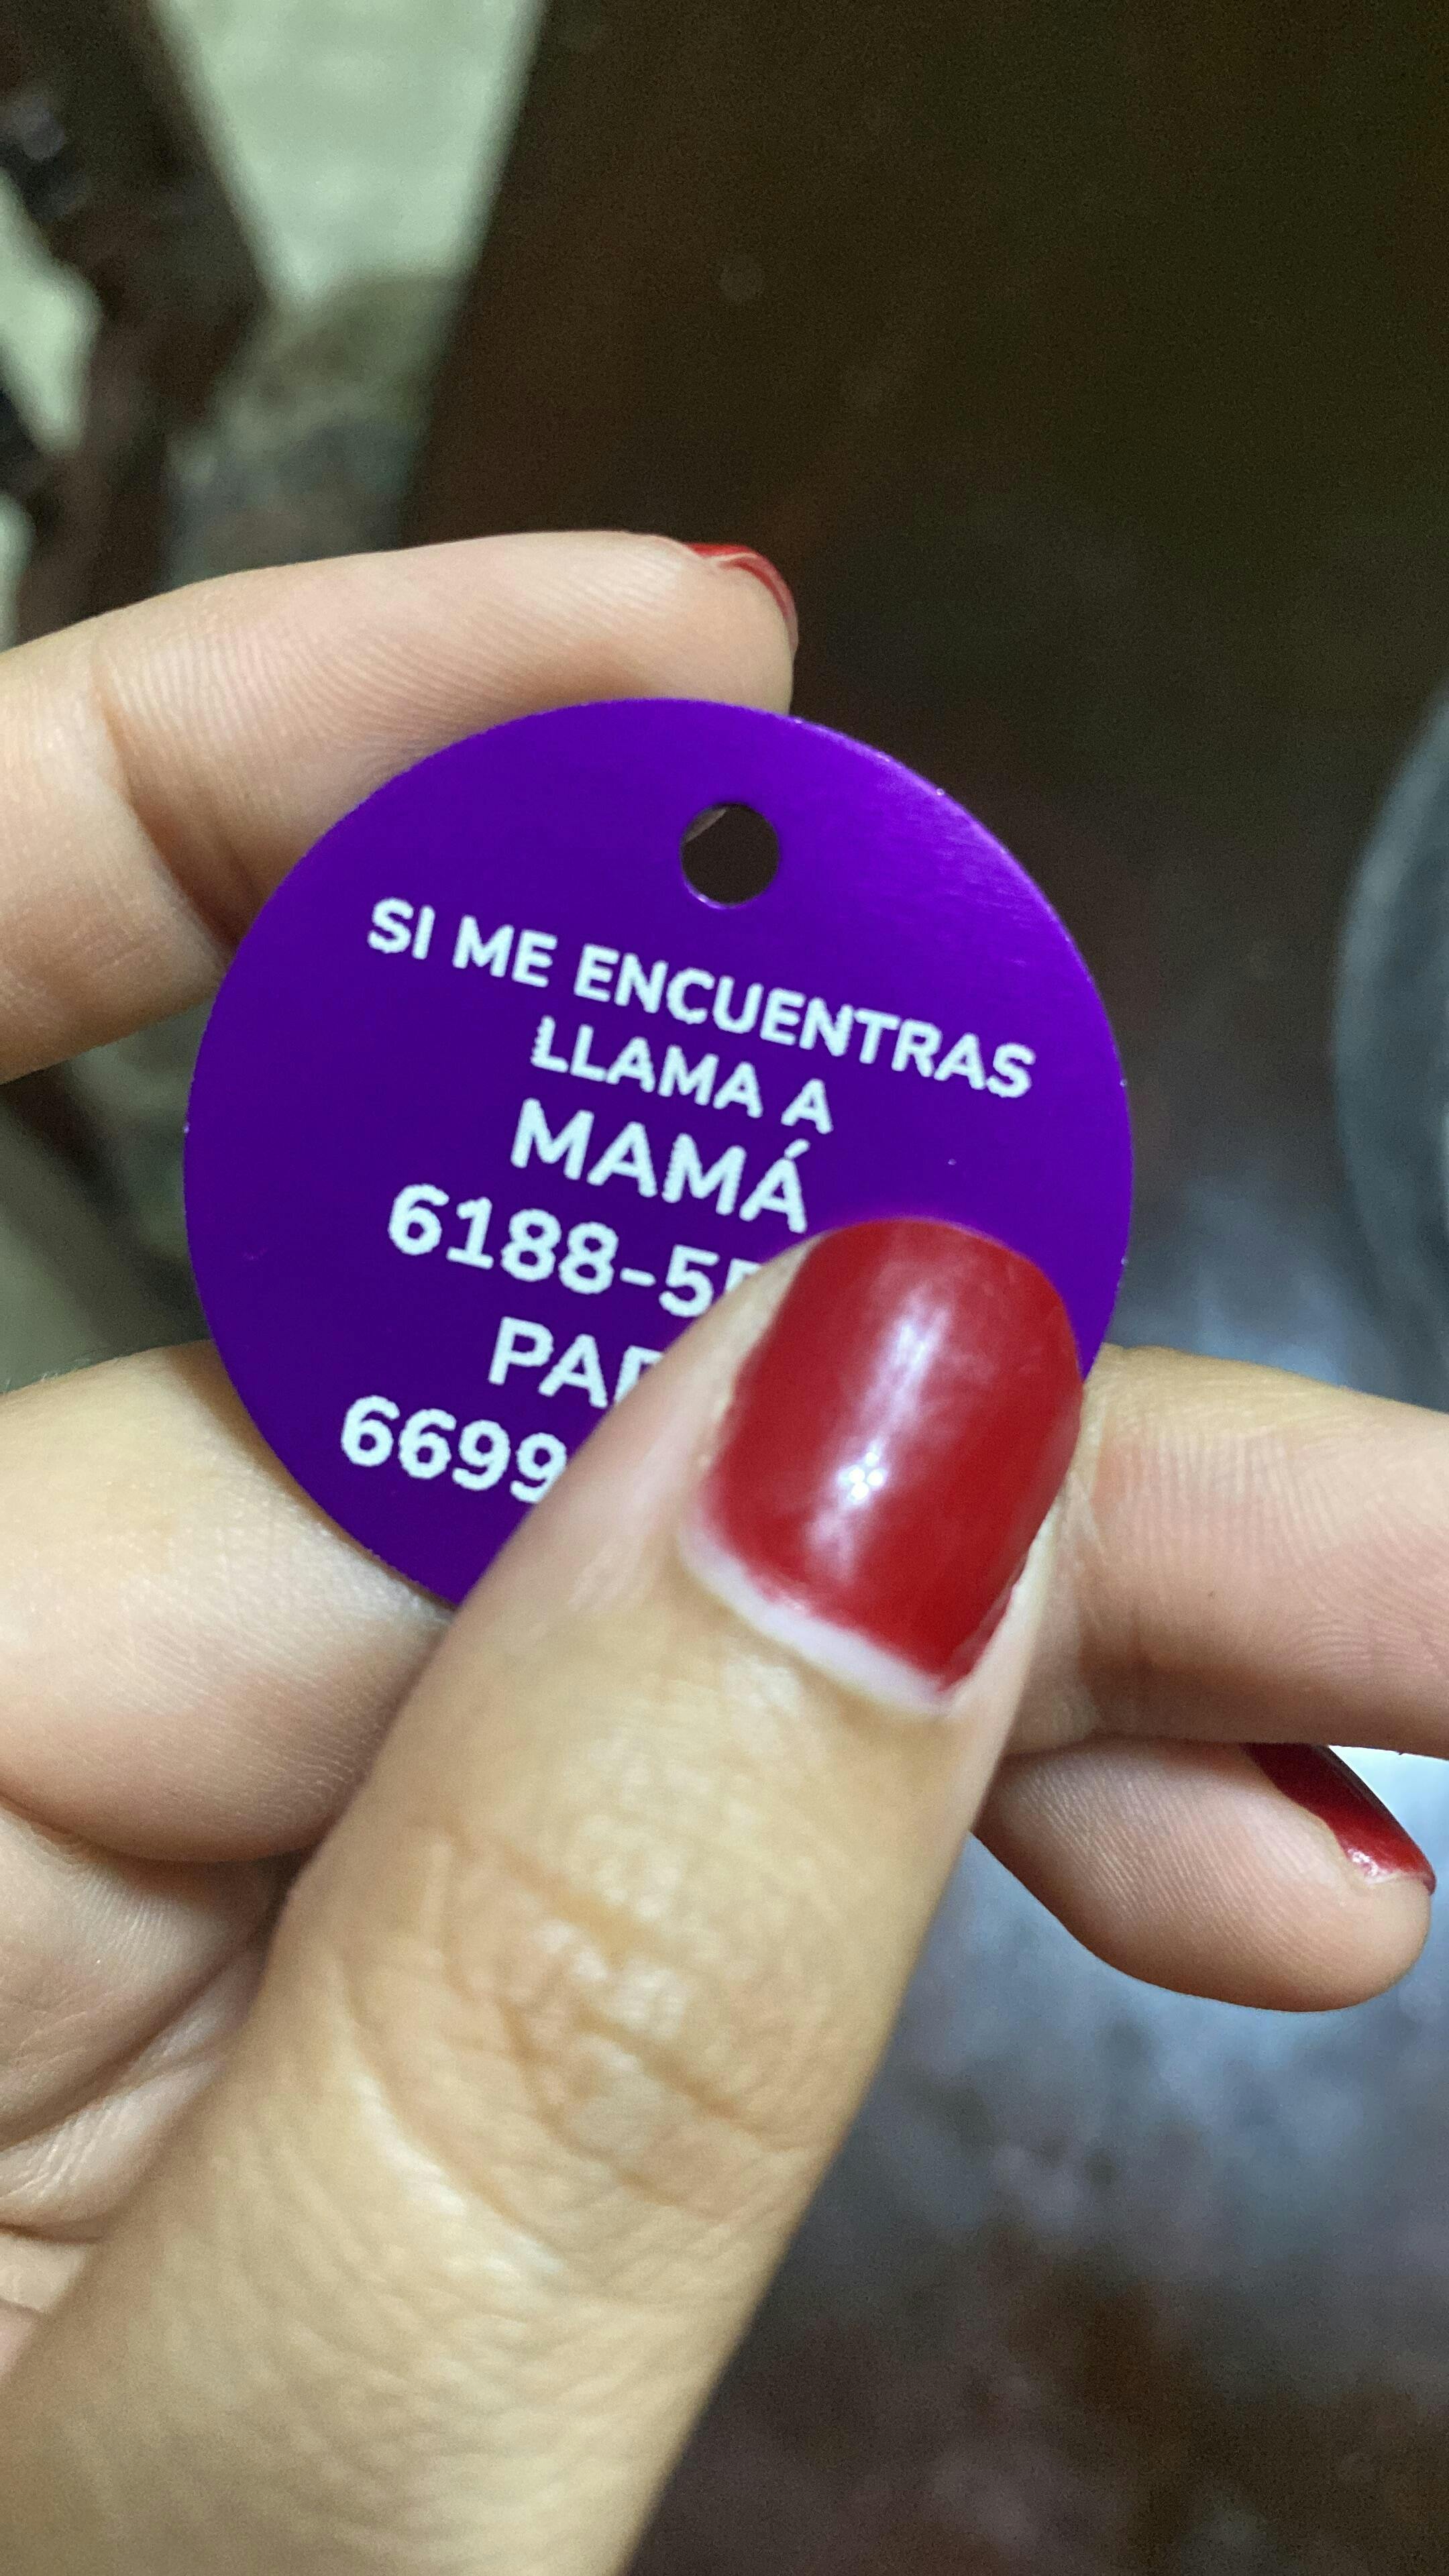 SI ME ENCUENTRAS
LLAMA A
MAMÁ
6188-5
PA
6699